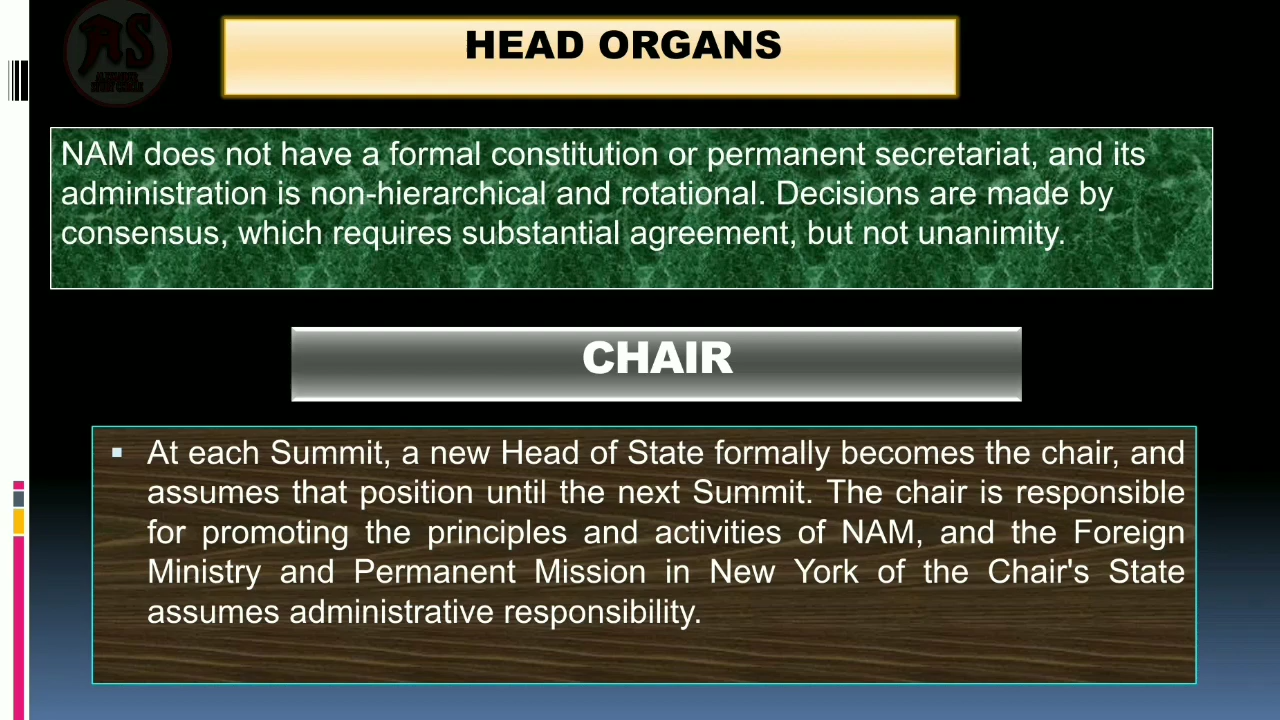 AS
HEAD ORGANS
NAM does not have a formal constitution or permanent secretariat, and its
administration is non-hierarchical and rotational. Decisions are made by
consensus, which requires substantial agreement, but not unanimity.
CHAIR
▪ At each Summit, a new Head of State formally becomes the chair, and
assumes that position until the next Summit. The chair is responsible
for promoting the principles and activities of NAM, and the Foreign
Ministry and Permanent Mission in New York of the Chair's State
assumes administrative responsibility.